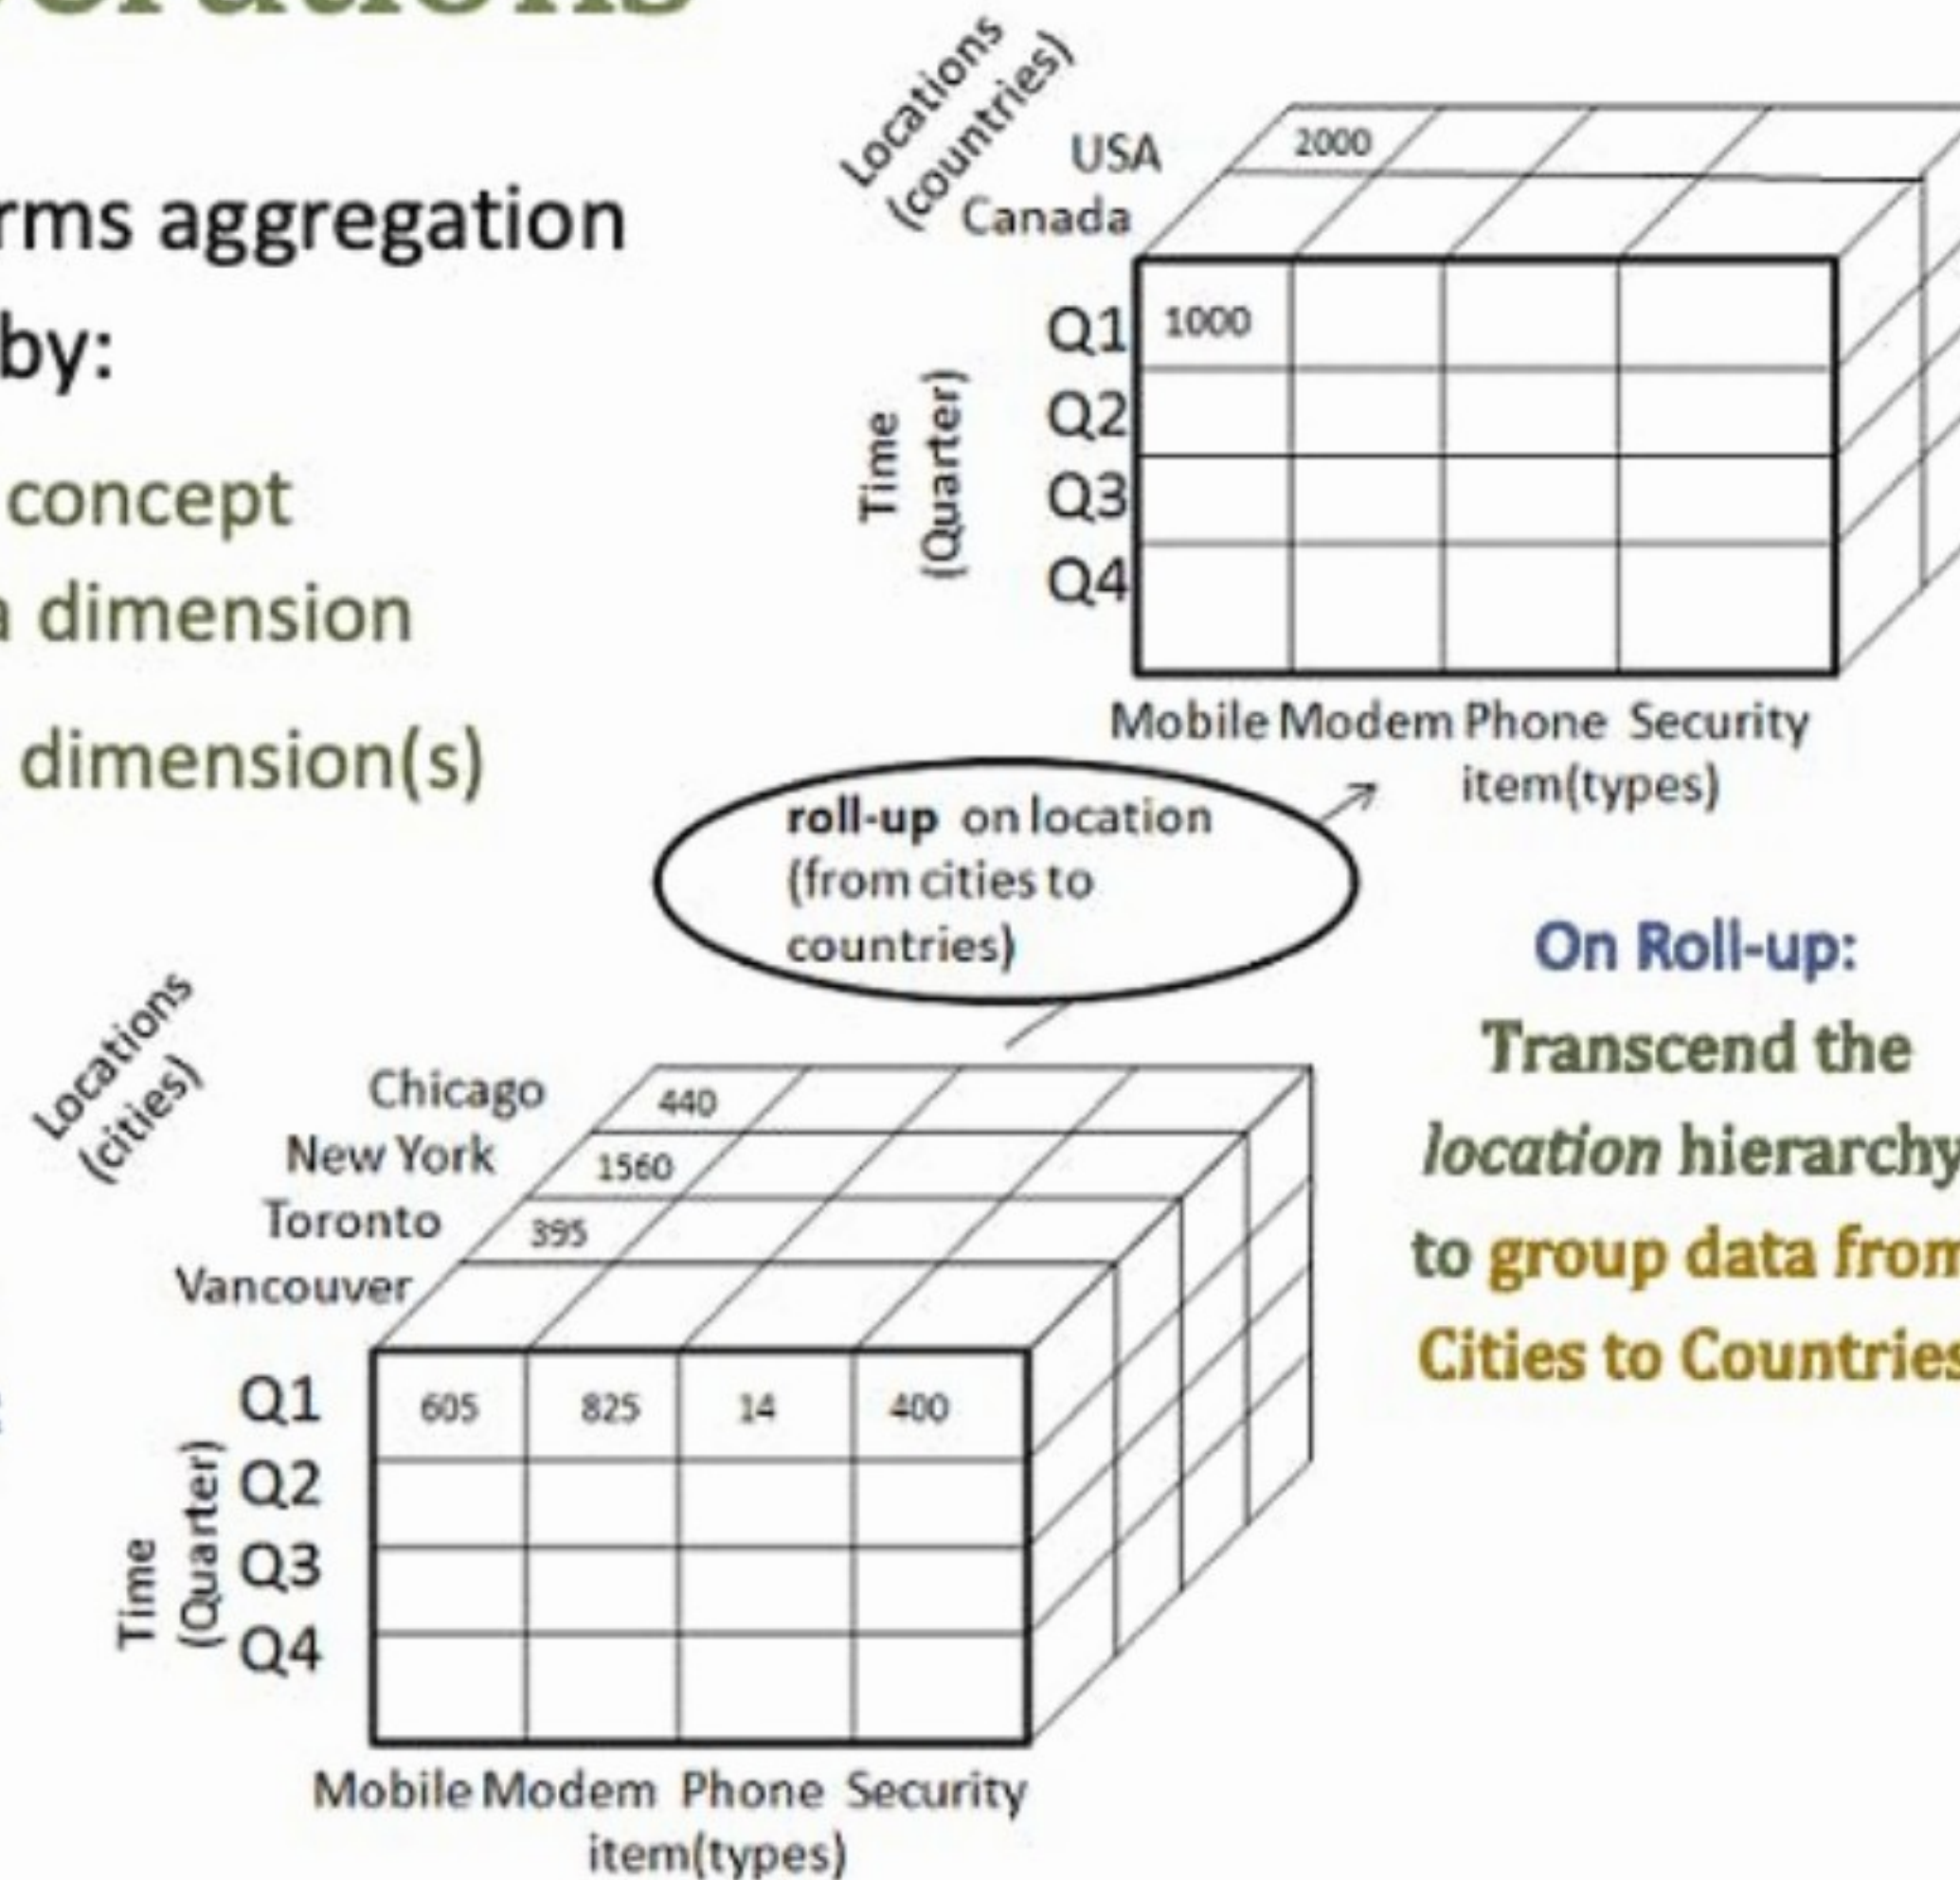 rms aggregation
by:
concept
a dimension
dimension(s)
Locations
(countries)
USA
Canada
2000
Time
(Quarter)
Q1 1000
Q2
Q3
Q4
Mobile Modem Phone Security
item(types)
roll-up on location
(from cities to
countries)
On Roll-up:
Transcend the
location hierarchy
to group data from
Cities to Countries
Locations
(cities)
Chicago 440
New York 1560
Toronto 395
Vancouver
Time
(Quarter)
Q1 605 825 14 400
Q2
Q3
Q4
Mobile Modem Phone Security
item(types)